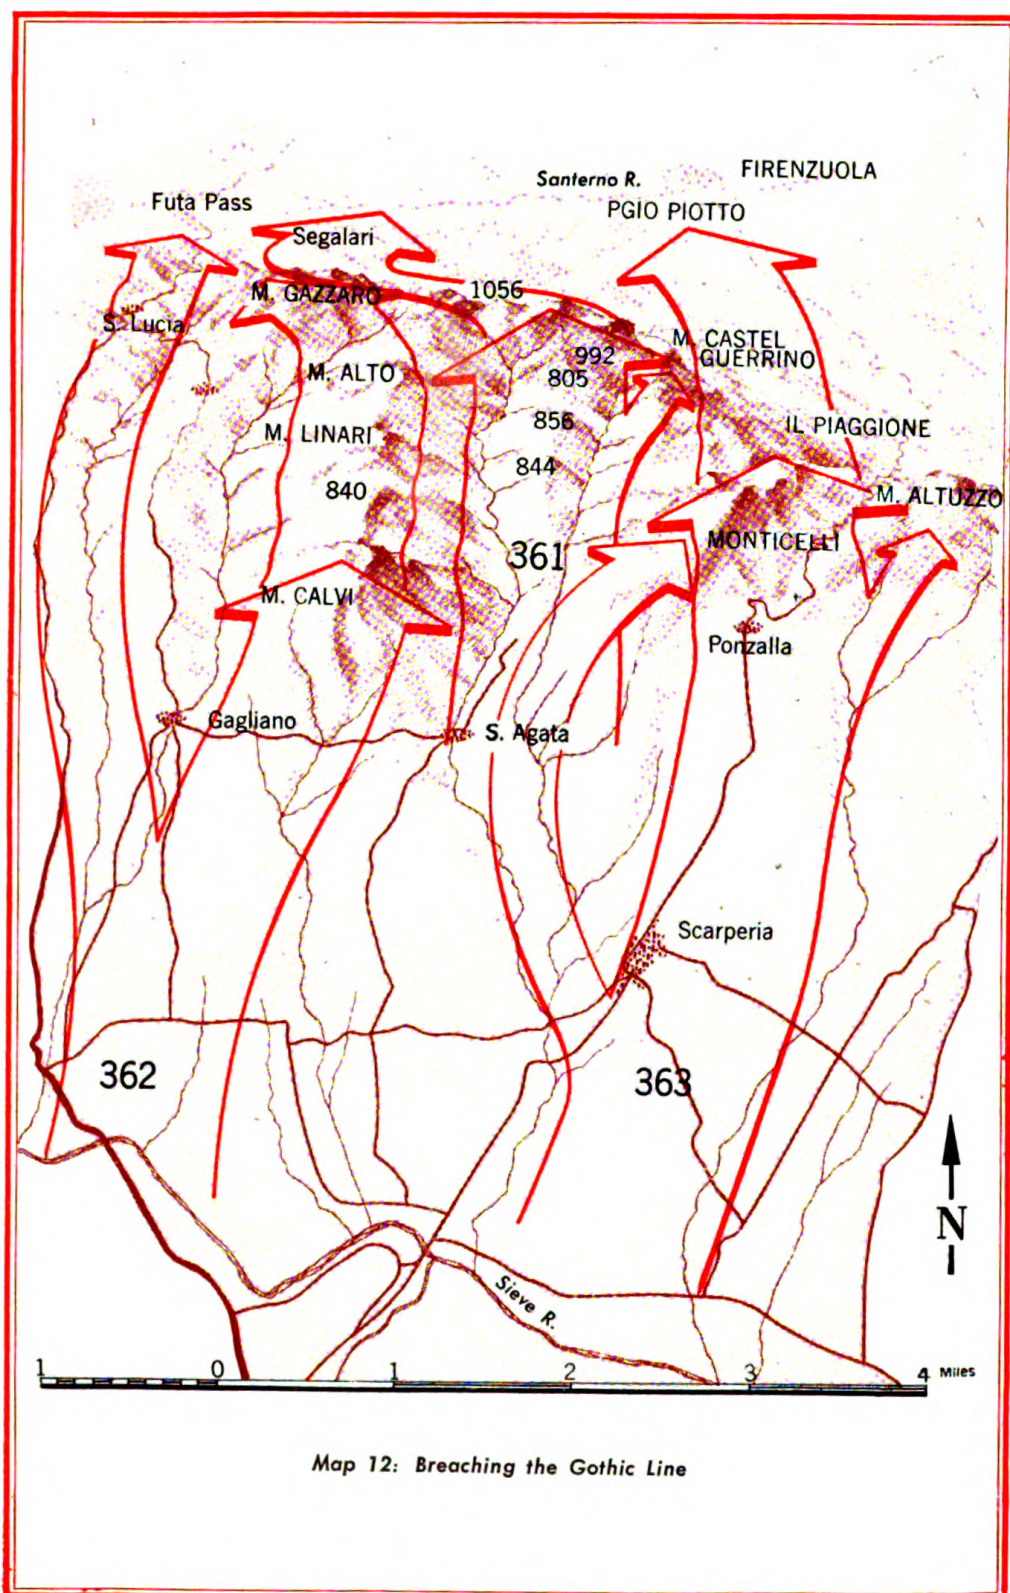 FIRENZUOLA
Santerno R.
Futa Pass
PGIO PIOTTO
Segalari
M. GAZZARO
1056
S. Lucia
M. CASTEL
GUERRINO
992
M. ALTO
805
856
IL PIAGGIONE
M. LINARI
844
840
M. ALTUZZO
MONTICELLI
361
M. CALVI
Ponzalla
Gagliano
S. Agata
Scarperia
362
363
N
Sieve R.
1 0 1 2 3 4 Miles
Map 12: Breaching the Gothic Line